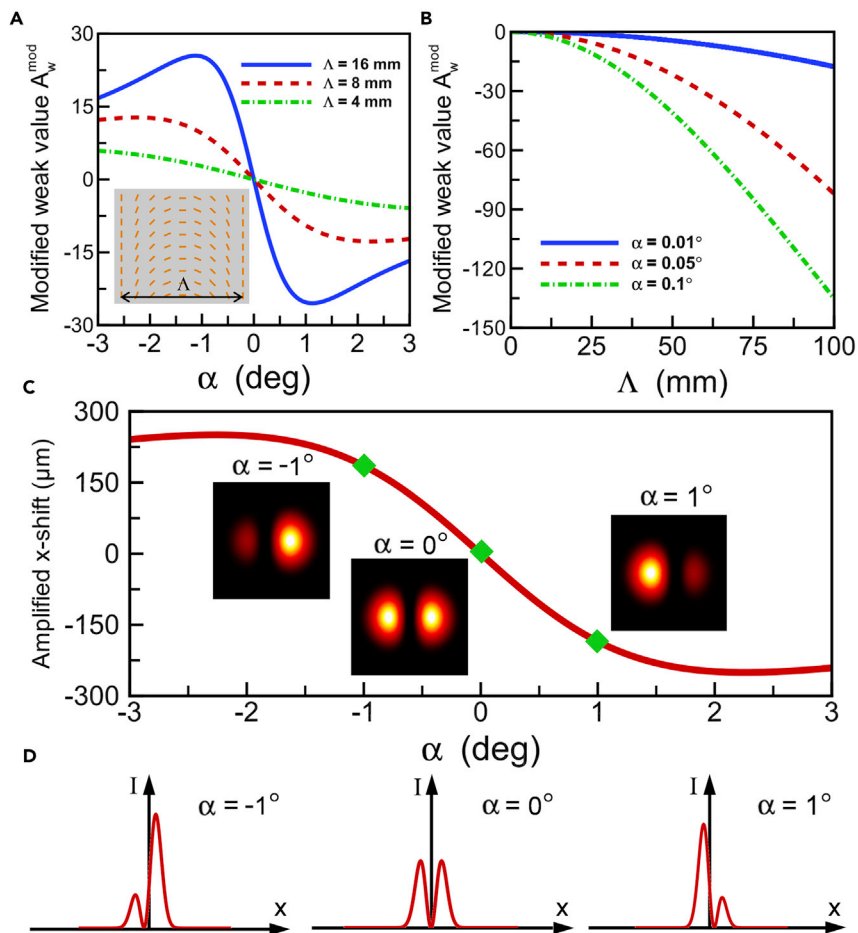 A
Modified weak value A_w^mod
30
15
0
-15
-30
Λ = 16 mm
Λ = 8 mm
Λ = 4 mm
Λ
-3 -2 -1 0 1 2 3
α (deg)
B
Modified weak value A_w^mod
0
-30
-60
-90
-120
-150
α = 0.01°
α = 0.05°
α = 0.1°
0 25 50 75 100
Λ (mm)
C
Amplified x-shift (μm)
300
150
0
-150
-300
α = -1°
α = 0°
α = 1°
-3 -2 -1 0 1 2 3
α (deg)
D
I
α = -1°
x
I
α = 0°
x
I
α = 1°
x